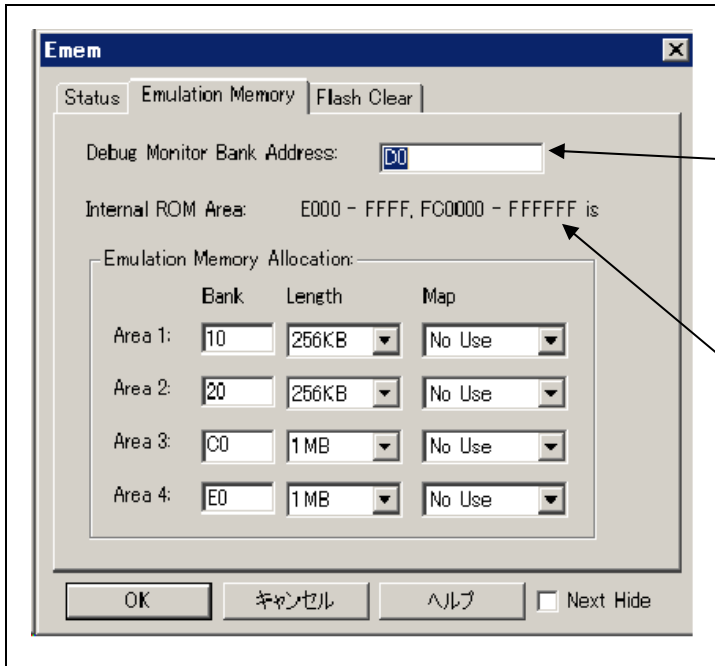 Emem
Status Emulation Memory Flash Clear
Debug Monitor Bank Address: D0
Internal ROM Area: E000 - FFFF, FC0000 - FFFFFF is
Emulation Memory Allocation:
Bank Length Map
Area 1: 10 256KB No Use
Area 2: 20 256KB No Use
Area 3: C0 1MB No Use
Area 4: E0 1MB No Use
OK キャンセル ヘルプ Next Hide